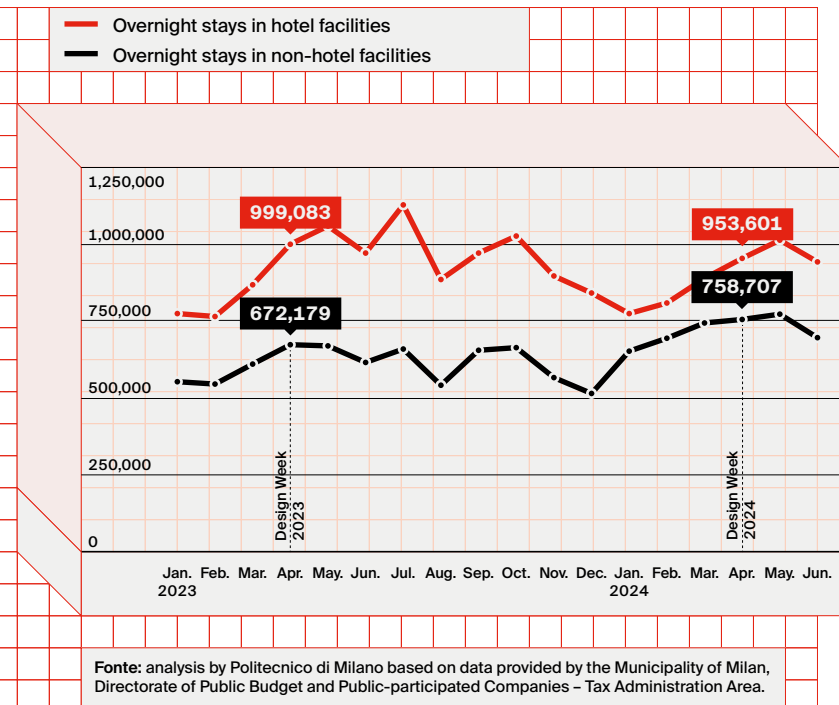 Overnight stays in hotel facilities
Overnight stays in non-hotel facilities
1,250,000
999,083
953,601
1,000,000
758,707
750,000
672,179
500,000
250,000
Design Week
2023
Design Week
2024
0
Jan. Feb. Mar. Apr. May. Jun. Jul. Aug. Sep. Oct. Nov. Dec. Jan. Feb. Mar. Apr. May. Jun.
2023 2024
Fonte: analysis by Politecnico di Milano based on data provided by the Municipality of Milan,
Directorate of Public Budget and Public-participated Companies – Tax Administration Area.